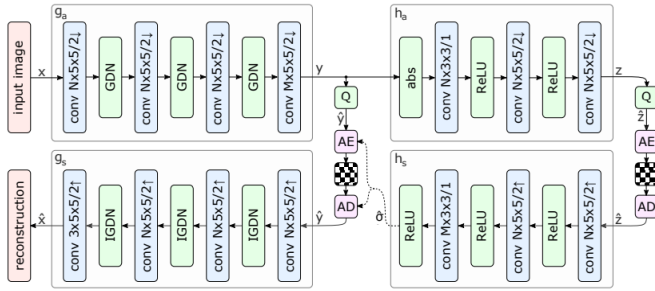 g_a
h_a
input image
x
conv Nx5x5/2↓
GDN
conv Nx5x5/2↓
GDN
conv Nx5x5/2↓
GDN
conv Mx5x5/2↓
y
abs
conv Nx3x3/1
ReLU
conv Nx5x5/2↓
ReLU
conv Nx5x5/2↓
z
Q
ŷ
AE
AD
Q
ẑ
AE
AD
g_s
h_s
reconstruction
x̂
conv 3x5x5/2↑
IGDN
conv Nx5x5/2↑
IGDN
conv Nx5x5/2↑
IGDN
conv Nx5x5/2↑
ŷ
σ̂
ReLU
conv Mx3x3/1
ReLU
conv Nx5x5/2↑
ReLU
conv Nx5x5/2↑
ẑ